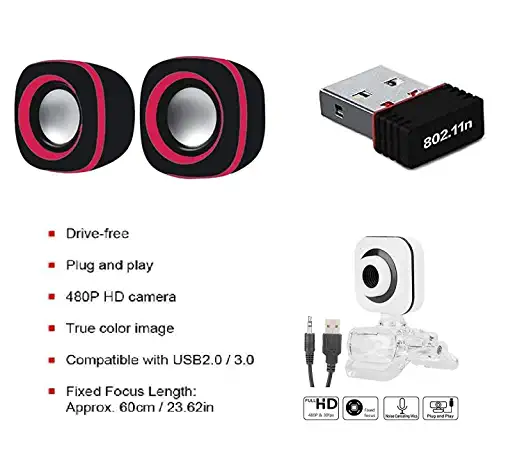 802.11n
Drive-free
Plug and play
480P HD camera
True color image
Compatible with USB2.0 / 3.0
Fixed Focus Length:
Approx. 60cm / 23.62in
FULL HD
480P & 30fps
Fixed
focus
Noise Canceling Mic
Plug and Play